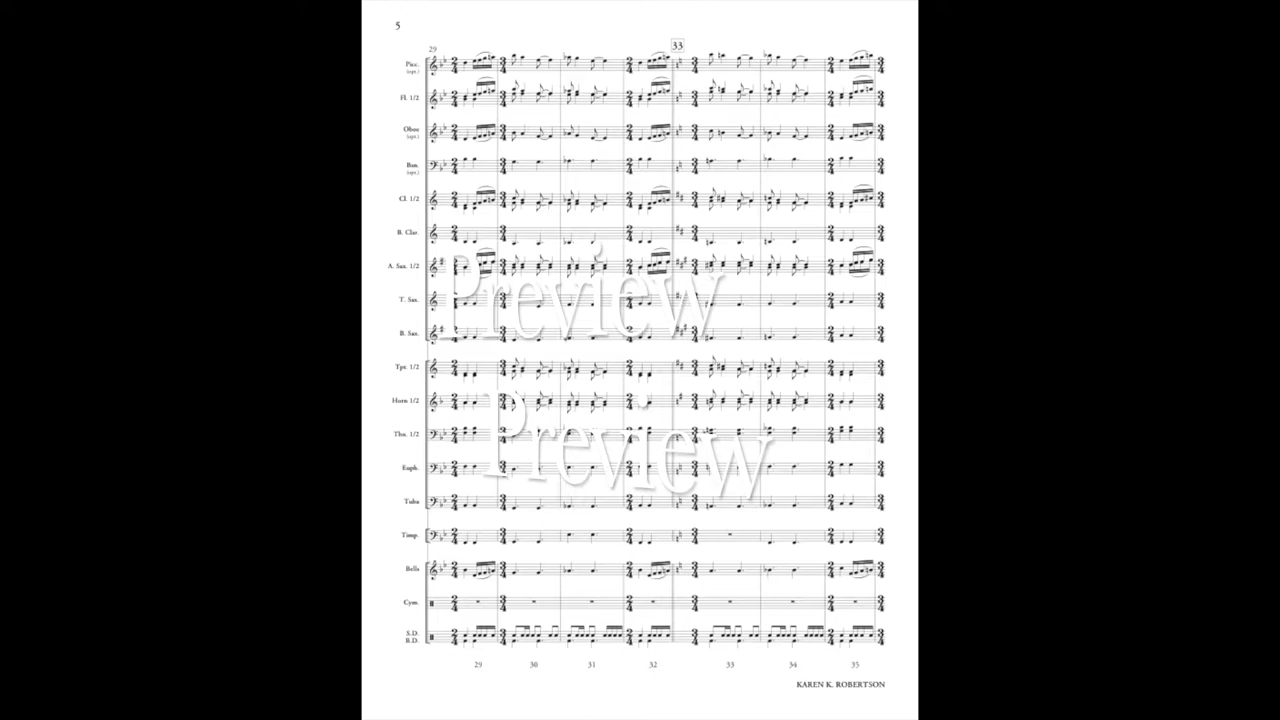 5
29
33
Picc.
(opt.)
Fl. 1/2
Oboe
(opt.)
Bsn.
(opt.)
Cl. 1/2
B. Clar.
A. Sax. 1/2
T. Sax.
B. Sax.
Tpt. 1/2
Horn 1/2
Tbn. 1/2
Euph.
Tuba
Timp.
Bells
Cym.
S.D.
B.D.
Preview
Preview
29 30 31 32 33 34 35
KAREN K. ROBERTSON